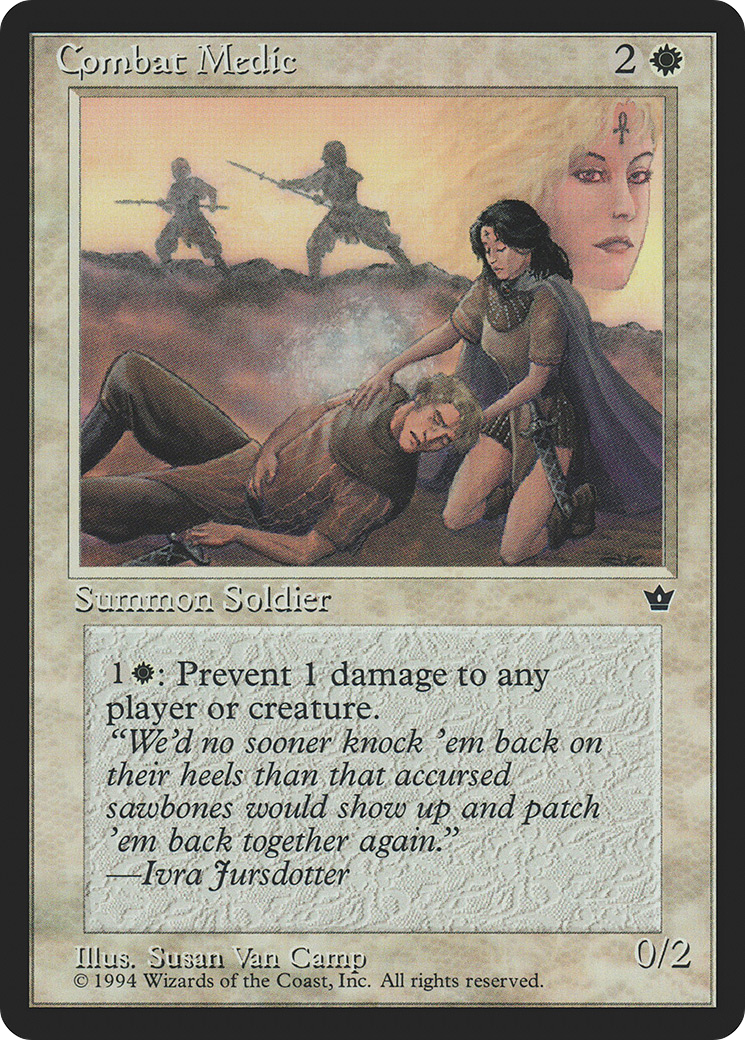 Combat Medic 2
Summon Soldier
1 : Prevent 1 damage to any
player or creature.
“We’d no sooner knock ’em back on
their heels than that accursed
sawbones would show up and patch
’em back together again.”
—Ivra Jursdotter
Illus. Susan Van Camp 0/2
© 1994 Wizards of the Coast, Inc. All rights reserved.